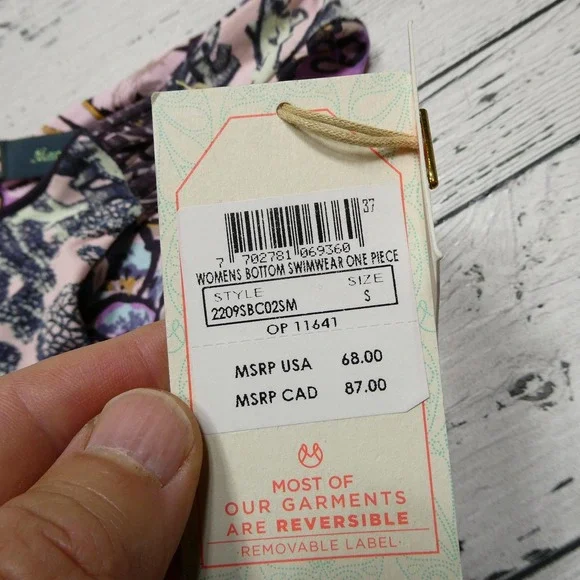 37
7 702781 069360
WOMENS BOTTOM SWIMWEAR ONE PIECE
STYLE SIZE
2209SBC02SM S
OP 11641
MSRP USA 68.00
MSRP CAD 87.00
MOST OF
OUR GARMENTS
ARE REVERSIBLE
·REMOVABLE LABEL·